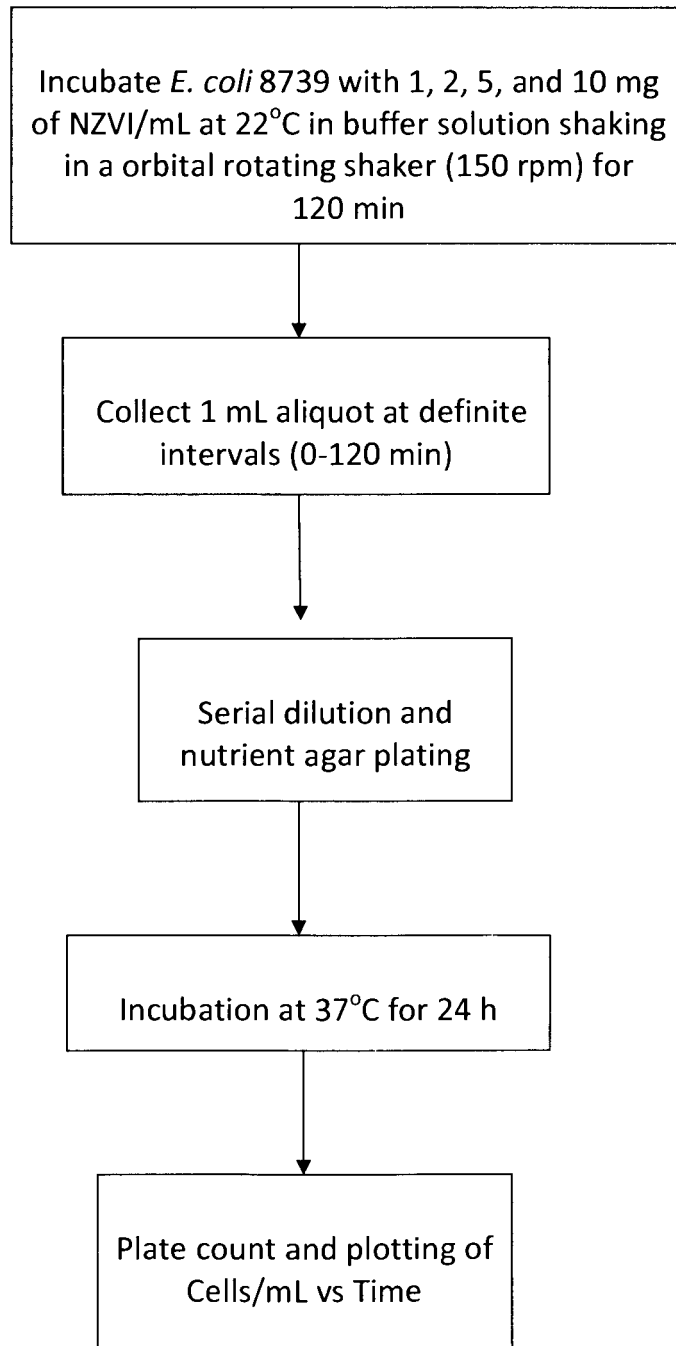 Incubate E. coli 8739 with 1, 2, 5, and 10 mg
of NZVI/mL at 22°C in buffer solution shaking
in a orbital rotating shaker (150 rpm) for
120 min
Collect 1 mL aliquot at definite
intervals (0-120 min)
Serial dilution and
nutrient agar plating
Incubation at 37°C for 24 h
Plate count and plotting of
Cells/mL vs Time